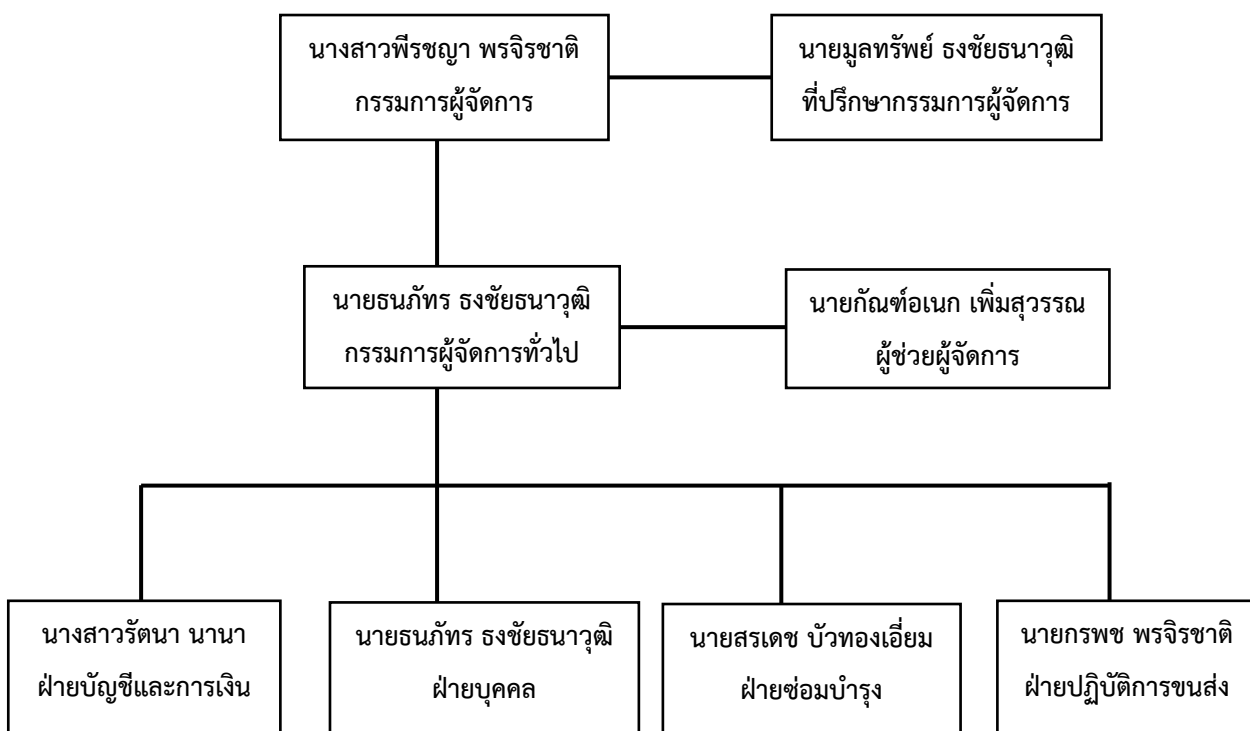 นางสาวพีรชญา พรจิรชาติ
กรรมการผู้จัดการ
นายมูลทรัพย์ ธงชัยธนาวุฒิ
ที่ปรึกษากรรมการผู้จัดการ
นายธนภัทร ธงชัยธนาวุฒิ
กรรมการผู้จัดการทั่วไป
นายกัณฑ์อเนก เพิ่มสุวรรณ
ผู้ช่วยผู้จัดการ
นางสาวรัตนา นานา
ฝ่ายบัญชีและการเงิน
นายธนภัทร ธงชัยธนาวุฒิ
ฝ่ายบุคคล
นายสรเดช บัวทองเอี่ยม
ฝ่ายซ่อมบำรุง
นายกรพช พรจิรชาติ
ฝ่ายปฏิบัติการขนส่ง